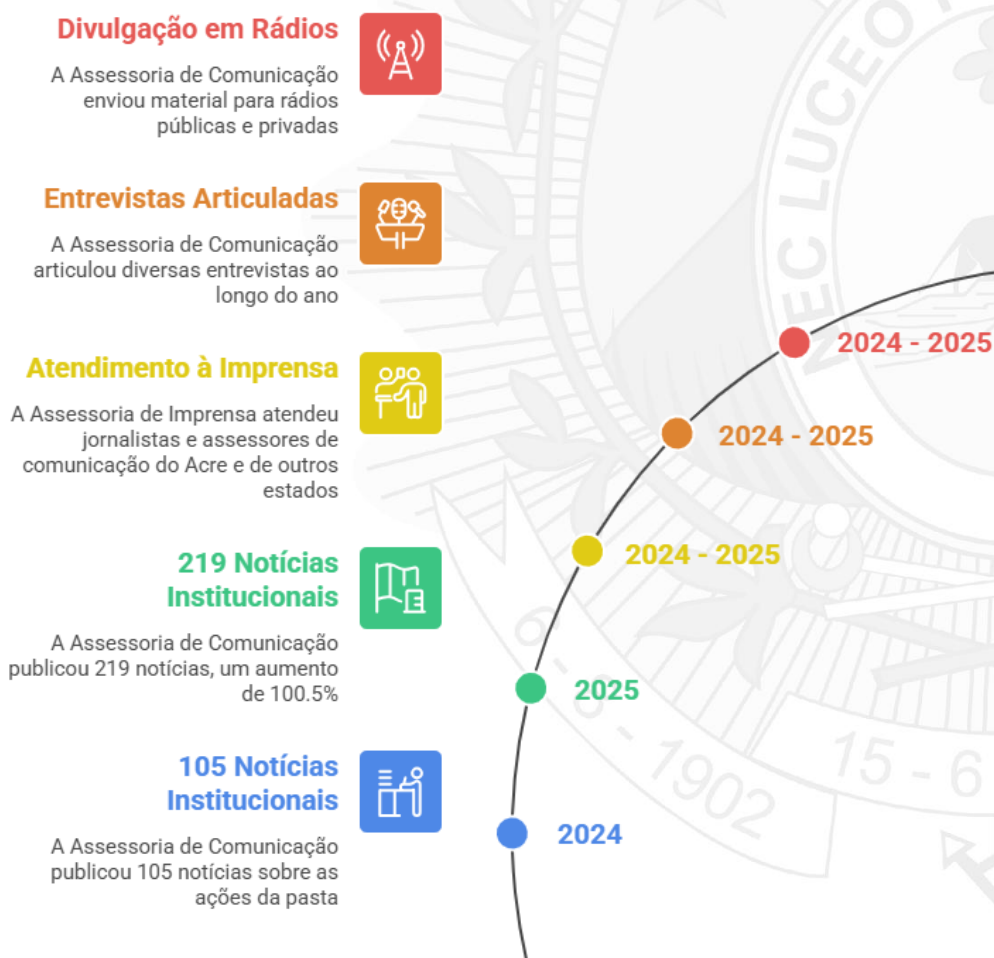 Divulgação em Rádios
A Assessoria de Comunicação
enviou material para rádios
públicas e privadas
2024 - 2025
Entrevistas Articuladas
A Assessoria de Comunicação
articulou diversas entrevistas ao
longo do ano
2024 - 2025
Atendimento à Imprensa
A Assessoria de Imprensa atendeu
jornalistas e assessores de
comunicação do Acre e de outros
estados
2024 - 2025
219 Notícias
Institucionais
A Assessoria de Comunicação
publicou 219 notícias, um aumento
de 100.5%
2025
105 Notícias
Institucionais
A Assessoria de Comunicação
publicou 105 notícias sobre as
ações da pasta
2024
NEC LUCEO
6 - 8 - 1902
15 - 6